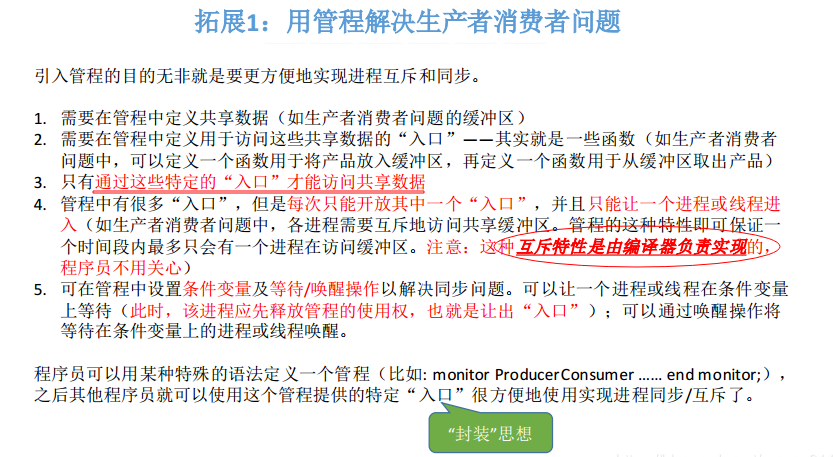 拓展1：用管程解决生产者消费者问题
引入管程的目的无非就是要更方便地实现进程互斥和同步。
1. 需要在管程中定义共享数据（如生产者消费者问题的缓冲区）
2. 需要在管程中定义用于访问这些共享数据的“入口”——其实就是一些函数（如生产者消费者
问题中，可以定义一个函数用于将产品放入缓冲区，再定义一个函数用于从缓冲区取出产品）
3. 只有通过这些特定的“入口”才能访问共享数据
4. 管程中有很多“入口”，但是每次只能开放其中一个“入口”，并且只能让一个进程或线程进
入（如生产者消费者问题中，各进程需要互斥地访问共享缓冲区。管程的这种特性即可保证一
个时间段内最多只会有一个进程在访问缓冲区。注意：这种互斥特性是由编译器负责实现的，
程序员不用关心）
5. 可在管程中设置条件变量及等待/唤醒操作以解决同步问题。可以让一个进程或线程在条件变量
上等待（此时，该进程应先释放管程的使用权，也就是让出“入口”）；可以通过唤醒操作将
等待在条件变量上的进程或线程唤醒。
程序员可以用某种特殊的语法定义一个管程（比如: monitor ProducerConsumer …… end monitor;），
之后其他程序员就可以使用这个管程提供的特定“入口”很方便地使用实现进程同步/互斥了。
“封装”思想